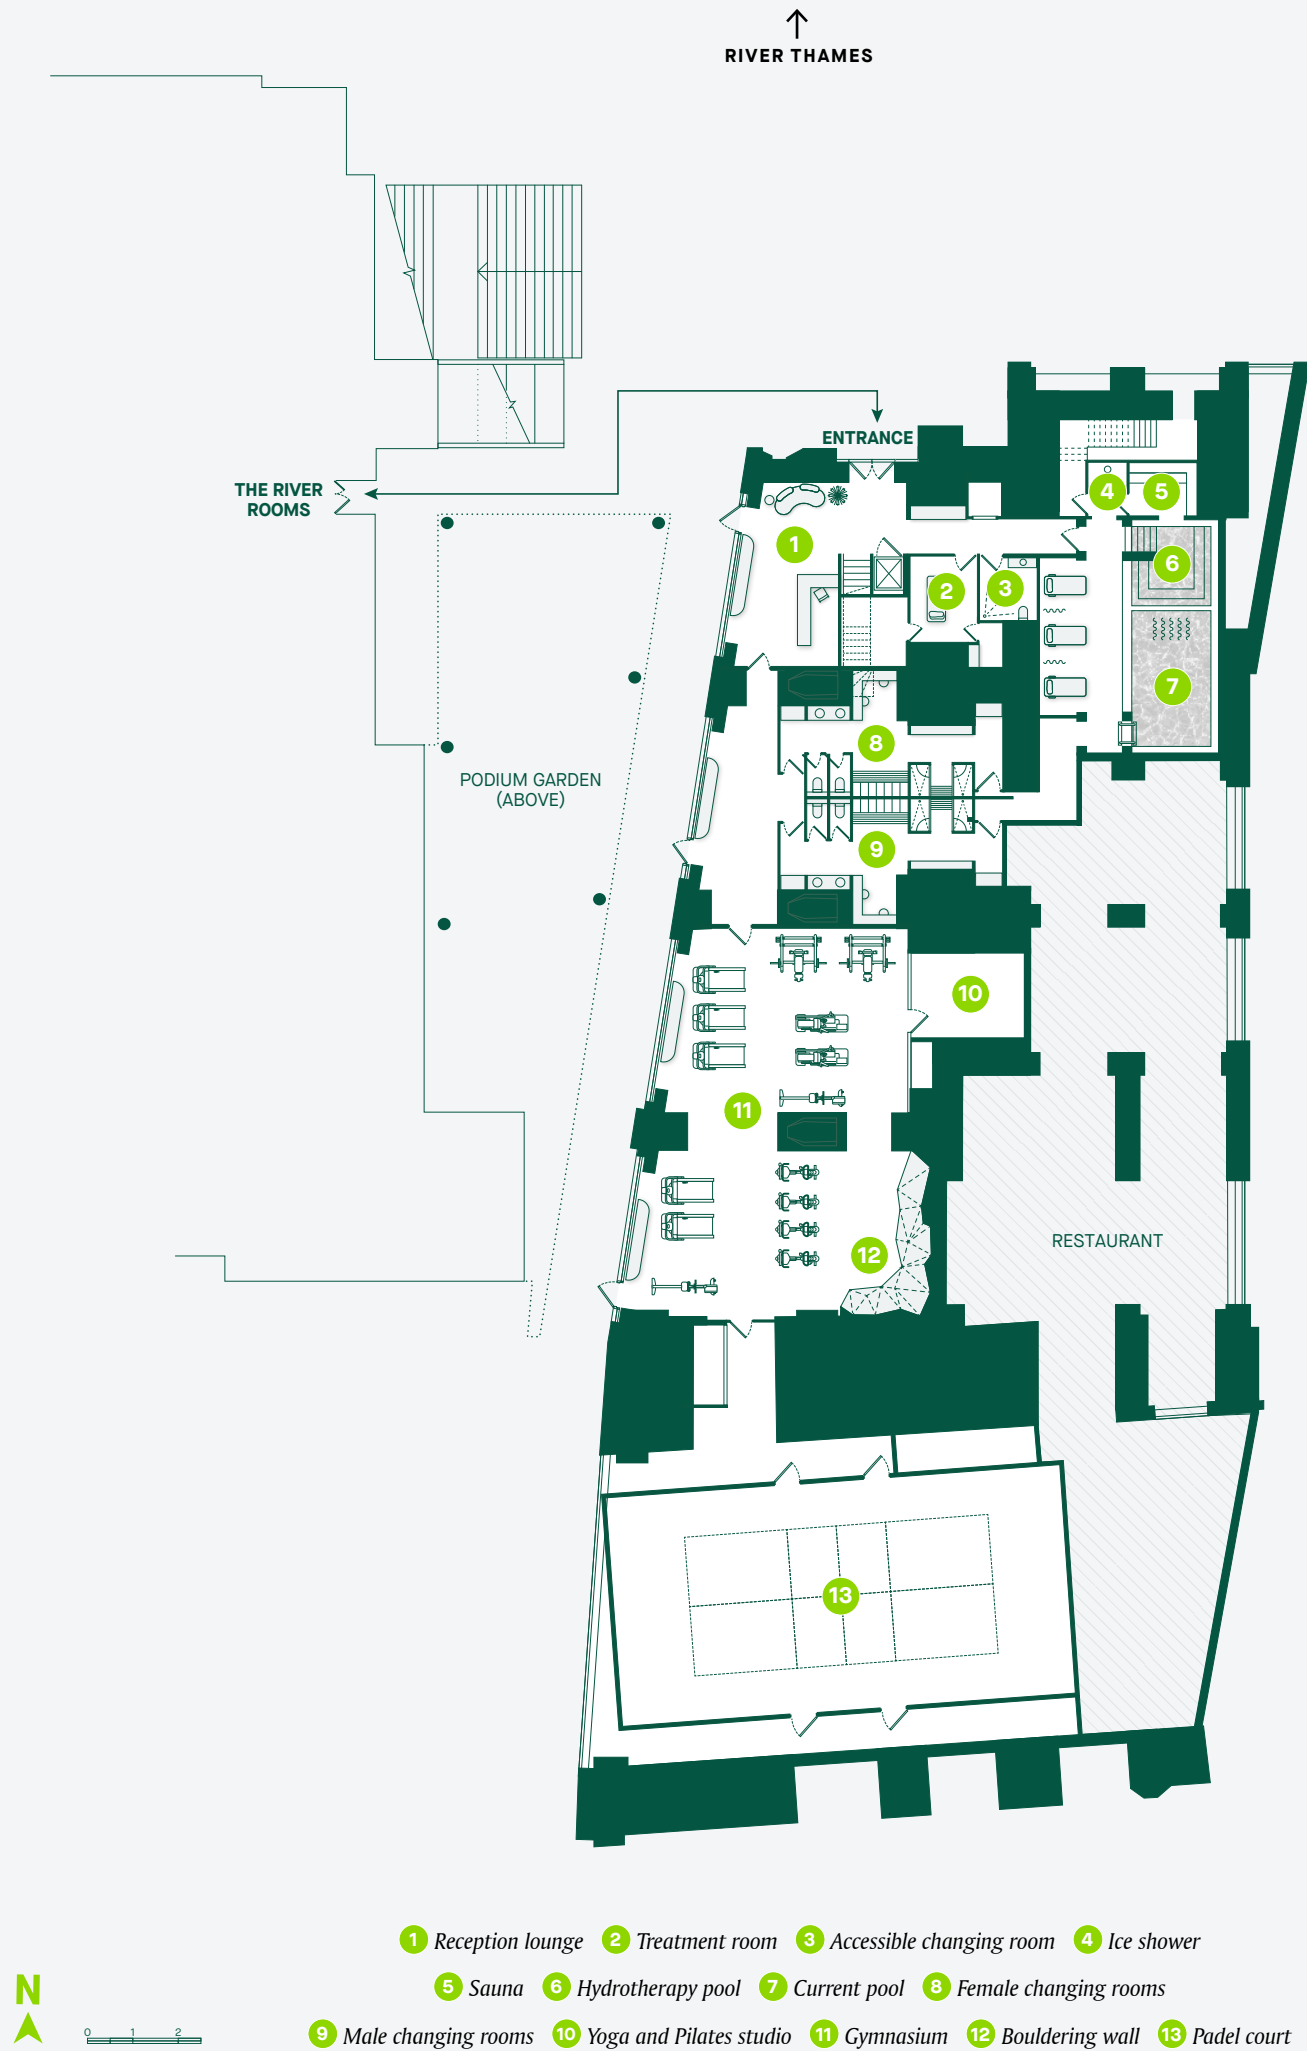 RIVER THAMES
ENTRANCE
THE RIVER
ROOMS
4
5
1
6
2
3
7
8
PODIUM GARDEN
(ABOVE)
9
10
11
RESTAURANT
12
13
1 Reception lounge 2 Treatment room 3 Accessible changing room 4 Ice shower
5 Sauna 6 Hydrotherapy pool 7 Current pool 8 Female changing rooms
9 Male changing rooms 10 Yoga and Pilates studio 11 Gymnasium 12 Bouldering wall 13 Padel court
N
0 1 2